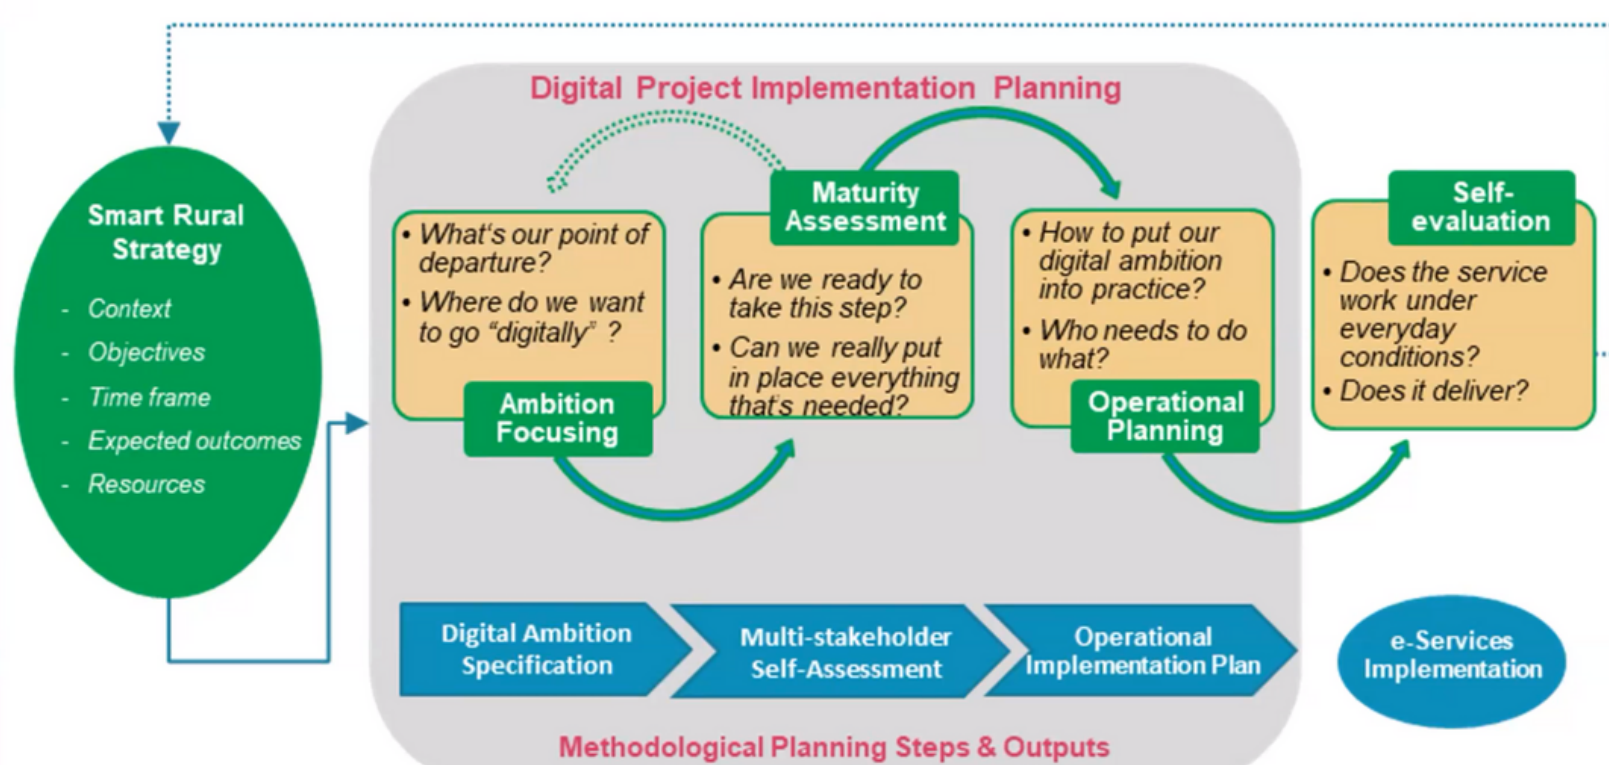 Digital Project Implementation Planning
Smart Rural
Strategy
- Context
- Objectives
- Time frame
- Expected outcomes
- Resources
• What's our point of
departure?
• Where do we want
to go “digitally” ?
Ambition
Focusing
Maturity
Assessment
• Are we ready to
take this step?
• Can we really put
in place everything
that's needed?
• How to put our
digital ambition
into practice?
• Who needs to do
what?
Operational
Planning
Self-
evaluation
• Does the service
work under
everyday
conditions?
• Does it deliver?
Digital Ambition
Specification
Multi-stakeholder
Self-Assessment
Operational
Implementation Plan
e-Services
Implementation
Methodological Planning Steps & Outputs